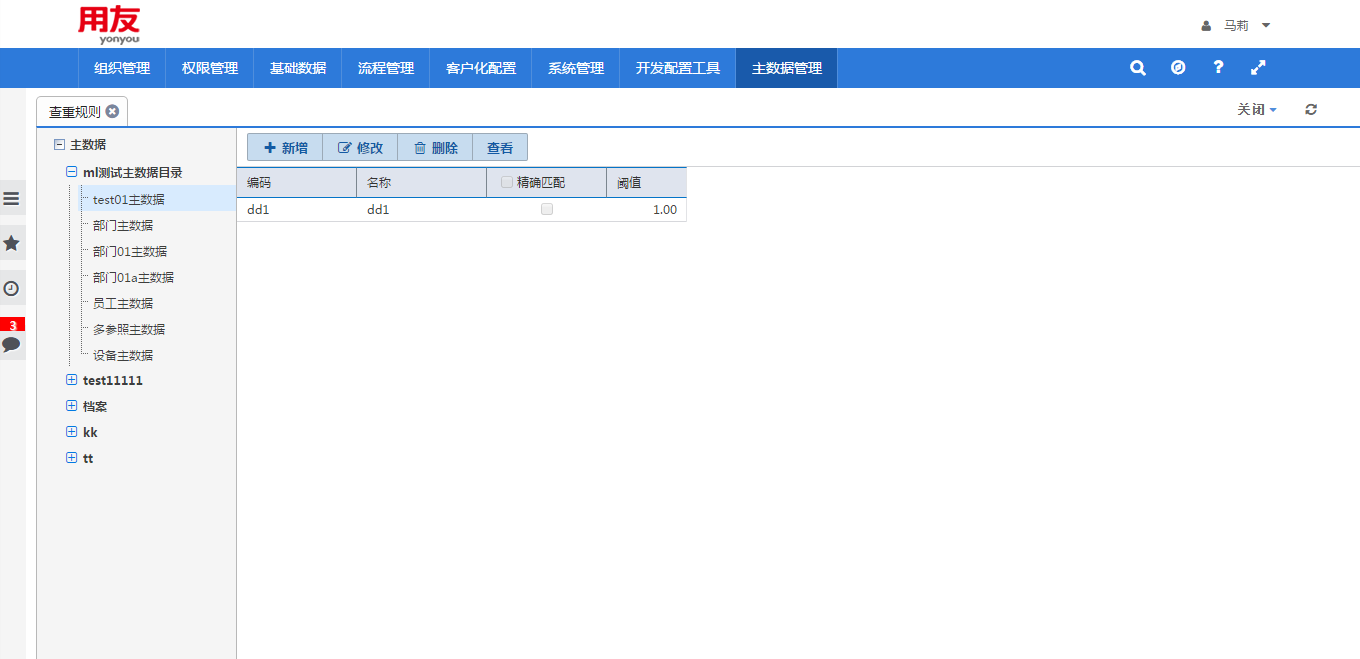 用友
yonyou
马莉
组织管理 权限管理 基础数据 流程管理 客户化配置 系统管理 开发配置工具 主数据管理
查重规则 关闭
主数据
ml测试主数据目录
test01主数据
部门主数据
部门01主数据
部门01a主数据
员工主数据
多参照主数据
设备主数据
test11111
档案
kk
tt
3
新增 修改 删除 查看
编码 名称 精确匹配 阈值
dd1 dd1 1.00